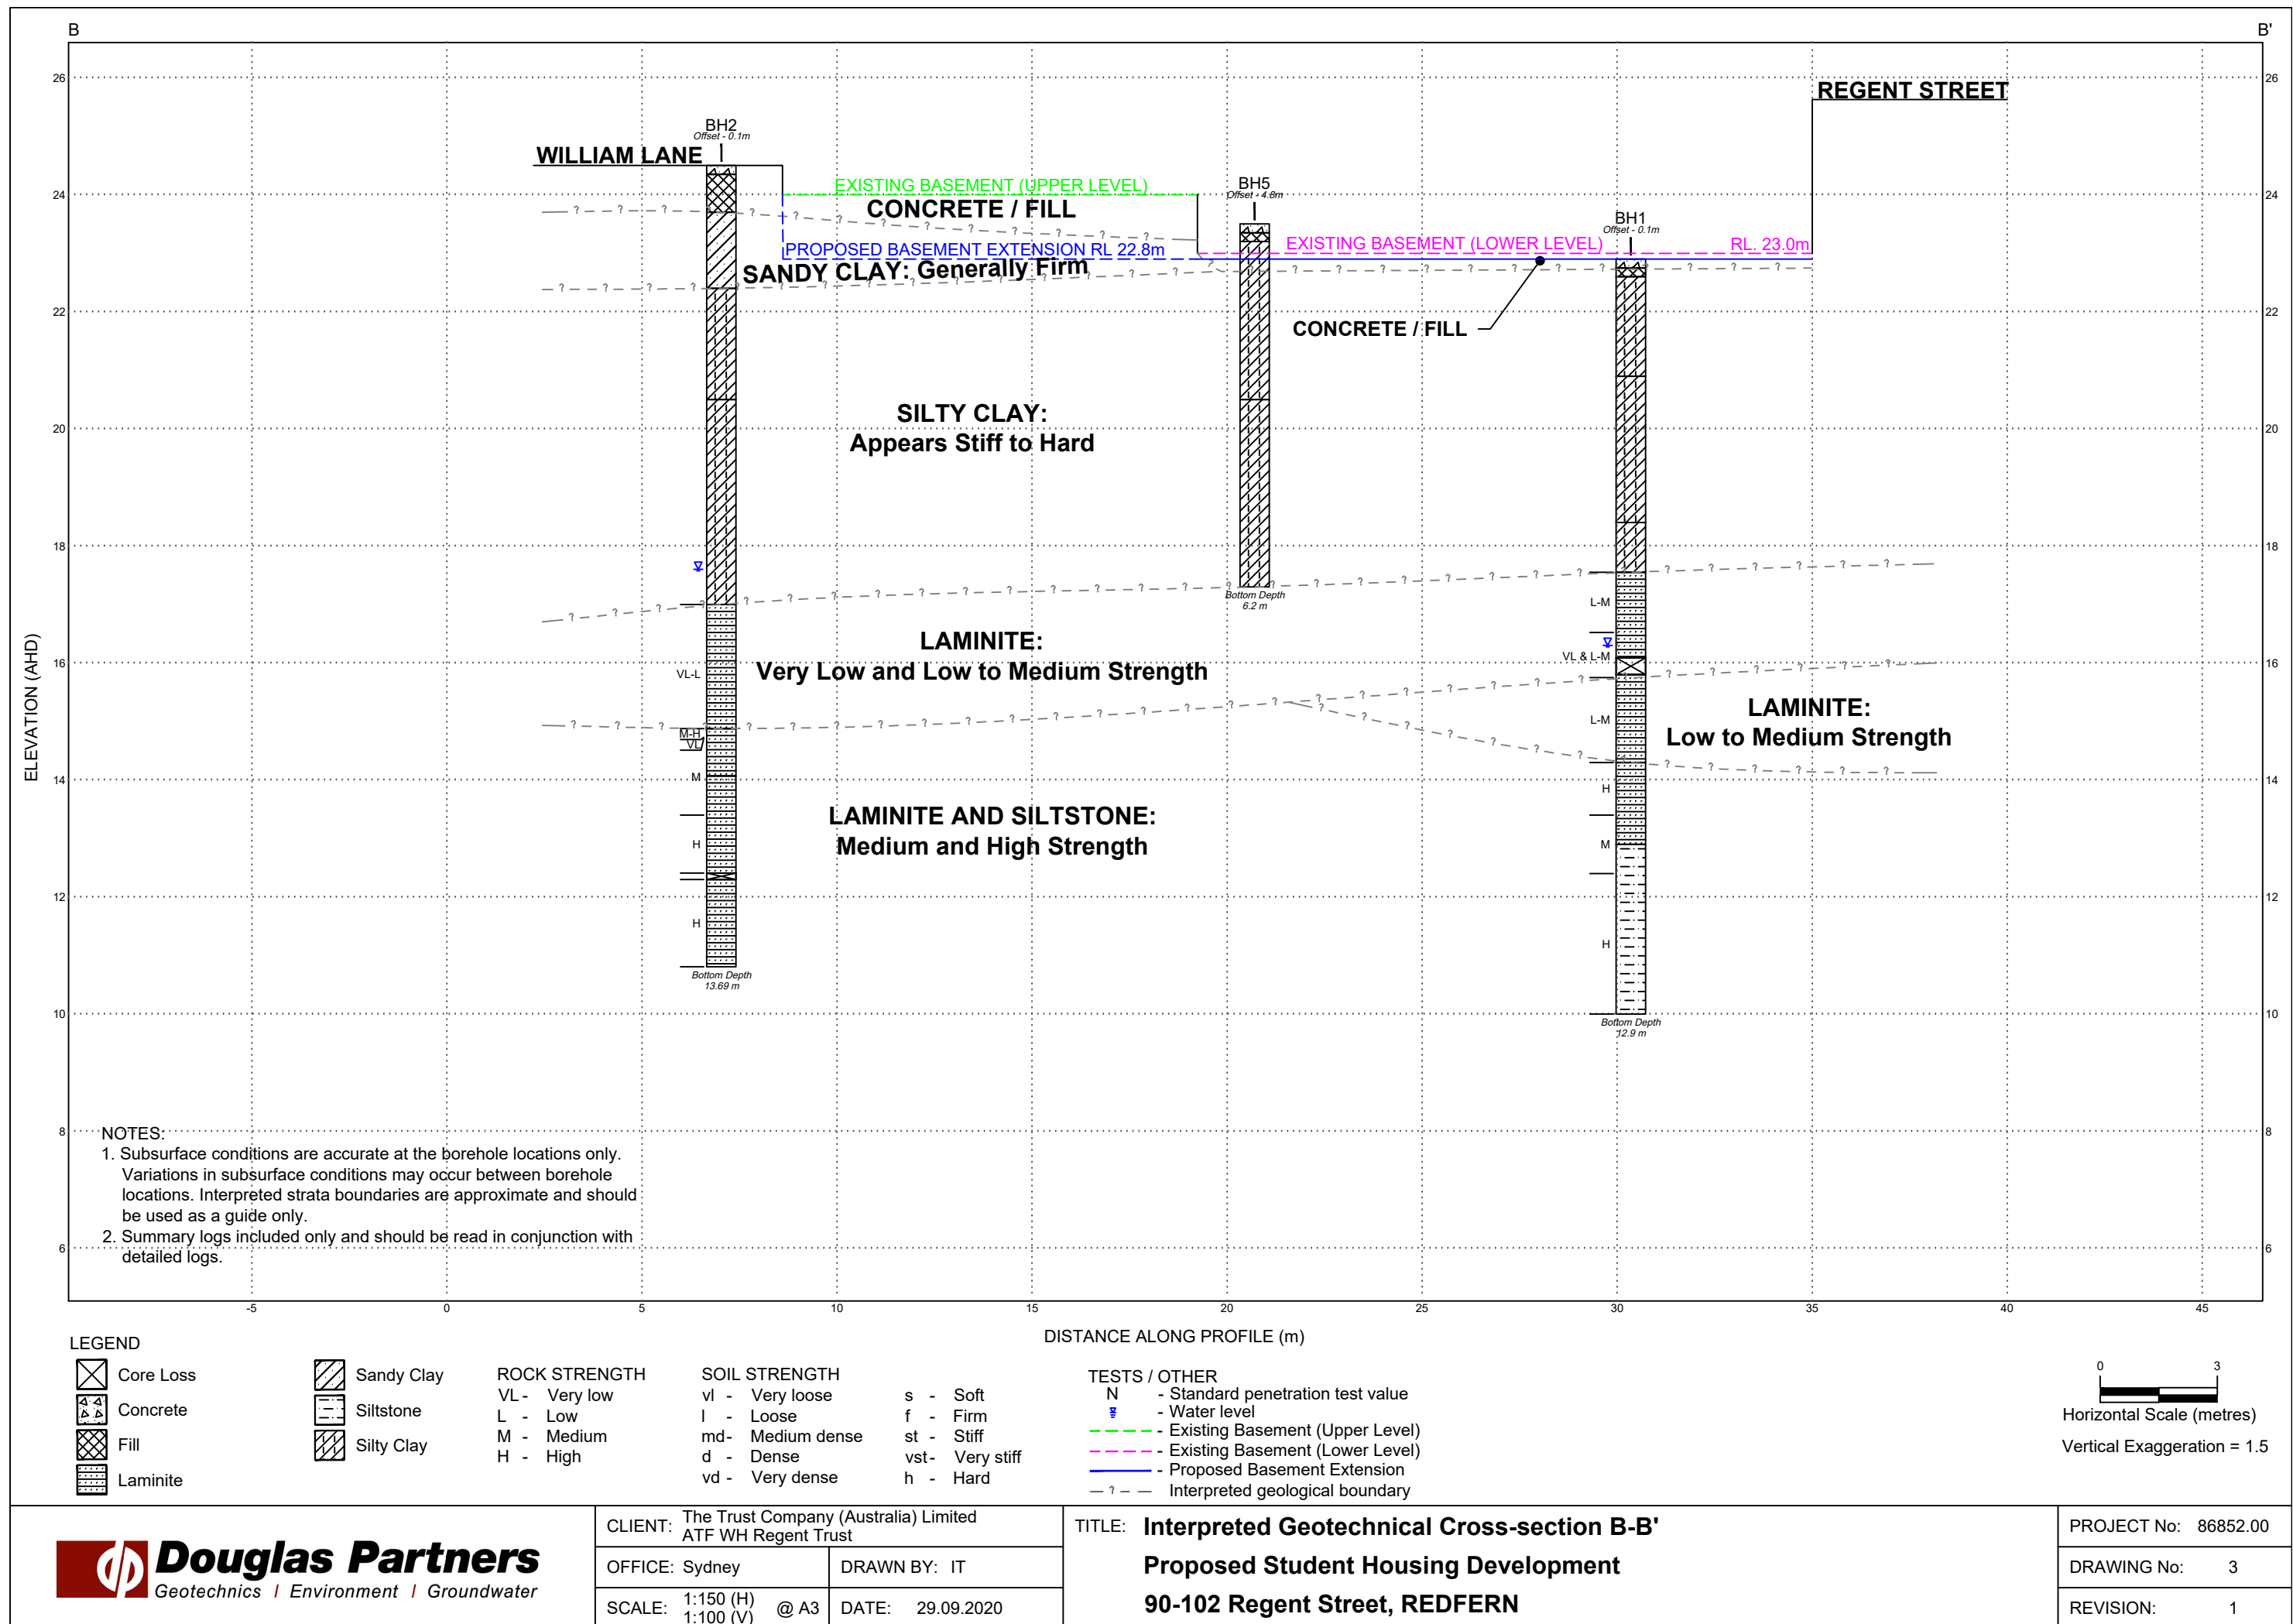 B
B'
26
26
REGENT STREET
BH2
Offset - 0.1m
WILLIAM LANE
24
24
EXISTING BASEMENT (UPPER LEVEL)
BH5
Offset - 4.8m
CONCRETE / FILL
BH1
Offset - 0.1m
PROPOSED BASEMENT EXTENSION RL 22.8m
EXISTING BASEMENT (LOWER LEVEL)
RL. 23.0m
SANDY CLAY: Generally Firm
22
22
CONCRETE / FILL
SILTY CLAY:
Appears Stiff to Hard
20
20
18
18
Bottom Depth
6.2 m
L-M
ELEVATION (AHD)
LAMINITE:
Very Low and Low to Medium Strength
16
16
VL & L-M
VL-L
LAMINITE:
Low to Medium Strength
L-M
M-H
VL
14
14
M
H
LAMINITE AND SILTSTONE:
Medium and High Strength
H
M
12
12
H
H
Bottom Depth
13.69 m
10
10
Bottom Depth
12.9 m
8
8
NOTES:
1. Subsurface conditions are accurate at the borehole locations only.
Variations in subsurface conditions may occur between borehole
locations. Interpreted strata boundaries are approximate and should
be used as a guide only.
2. Summary logs included only and should be read in conjunction with
detailed logs.
6
6
-5 0 5 10 15 20 25 30 35 40 45
DISTANCE ALONG PROFILE (m)
LEGEND
Core Loss
Concrete
Fill
Laminite
Sandy Clay
Siltstone
Silty Clay
ROCK STRENGTH
VL - Very low
L - Low
M - Medium
H - High
SOIL STRENGTH
vl - Very loose
l - Loose
md - Medium dense
d - Dense
vd - Very dense
s - Soft
f - Firm
st - Stiff
vst - Very stiff
h - Hard
TESTS / OTHER
N - Standard penetration test value
- Water level
- Existing Basement (Upper Level)
- Existing Basement (Lower Level)
- Proposed Basement Extension
? Interpreted geological boundary
0 3
Horizontal Scale (metres)
Vertical Exaggeration = 1.5
dp Douglas Partners
Geotechnics | Environment | Groundwater
CLIENT: The Trust Company (Australia) Limited
ATF WH Regent Trust
OFFICE: Sydney
DRAWN BY: IT
SCALE: 1:150 (H)
1:100 (V)
@ A3
DATE: 29.09.2020
TITLE: Interpreted Geotechnical Cross-section B-B'
Proposed Student Housing Development
90-102 Regent Street, REDFERN
PROJECT No: 86852.00
DRAWING No: 3
REVISION: 1